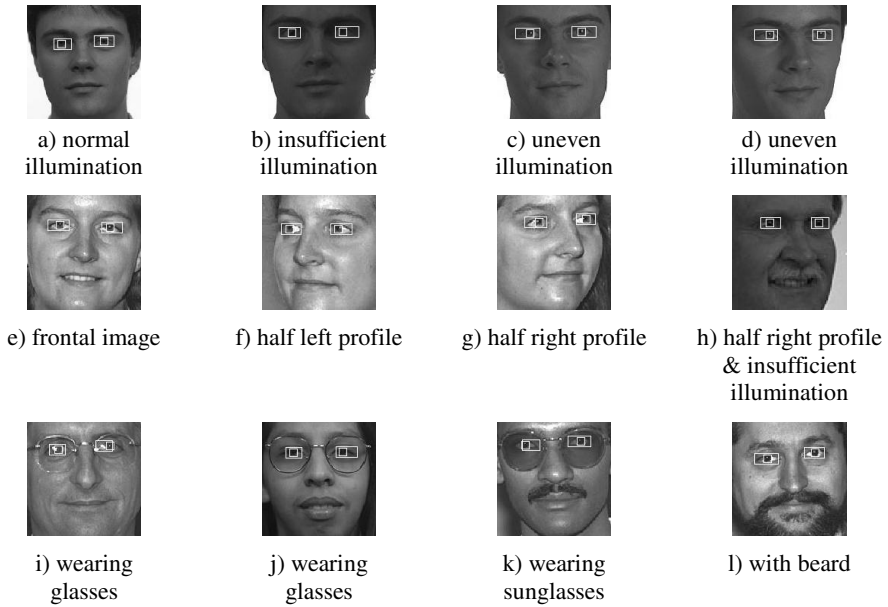 a) normal
illumination
b) insufficient
illumination
c) uneven
illumination
d) uneven
illumination
e) frontal image
f) half left profile
g) half right profile
h) half right profile
& insufficient
illumination
i) wearing
glasses
j) wearing
glasses
k) wearing
sunglasses
l) with beard